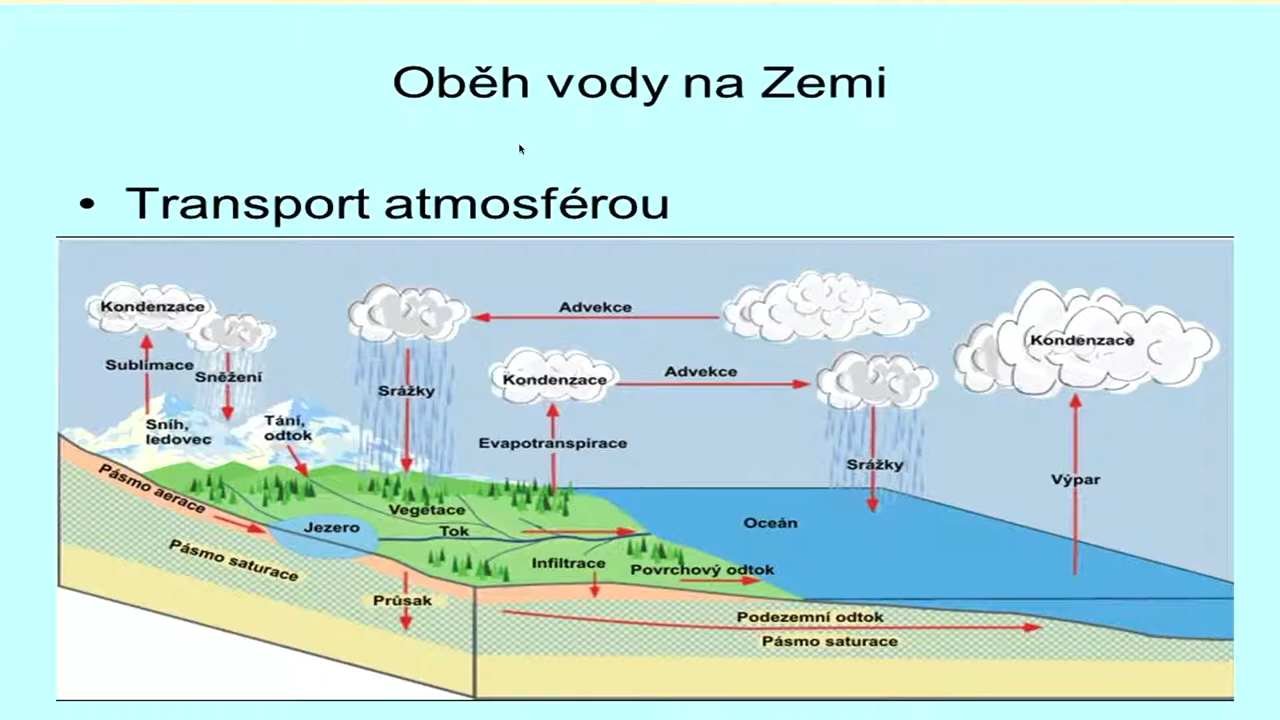 Oběh vody na Zemi
• Transport atmosférou
Kondenzace
Advekce
Kondenzace
Sublimace
Sněžení
Srážky
Kondenzace
Advekce
Sníh,
ledovec
Tání,
odtok
Evapotranspirace
Srážky
Výpar
Pásmo aerace
Jezero
Vegetace
Tok
Oceán
Pásmo saturace
Infiltrace
Povrchový odtok
Průsak
Podezemní odtok
Pásmo saturace